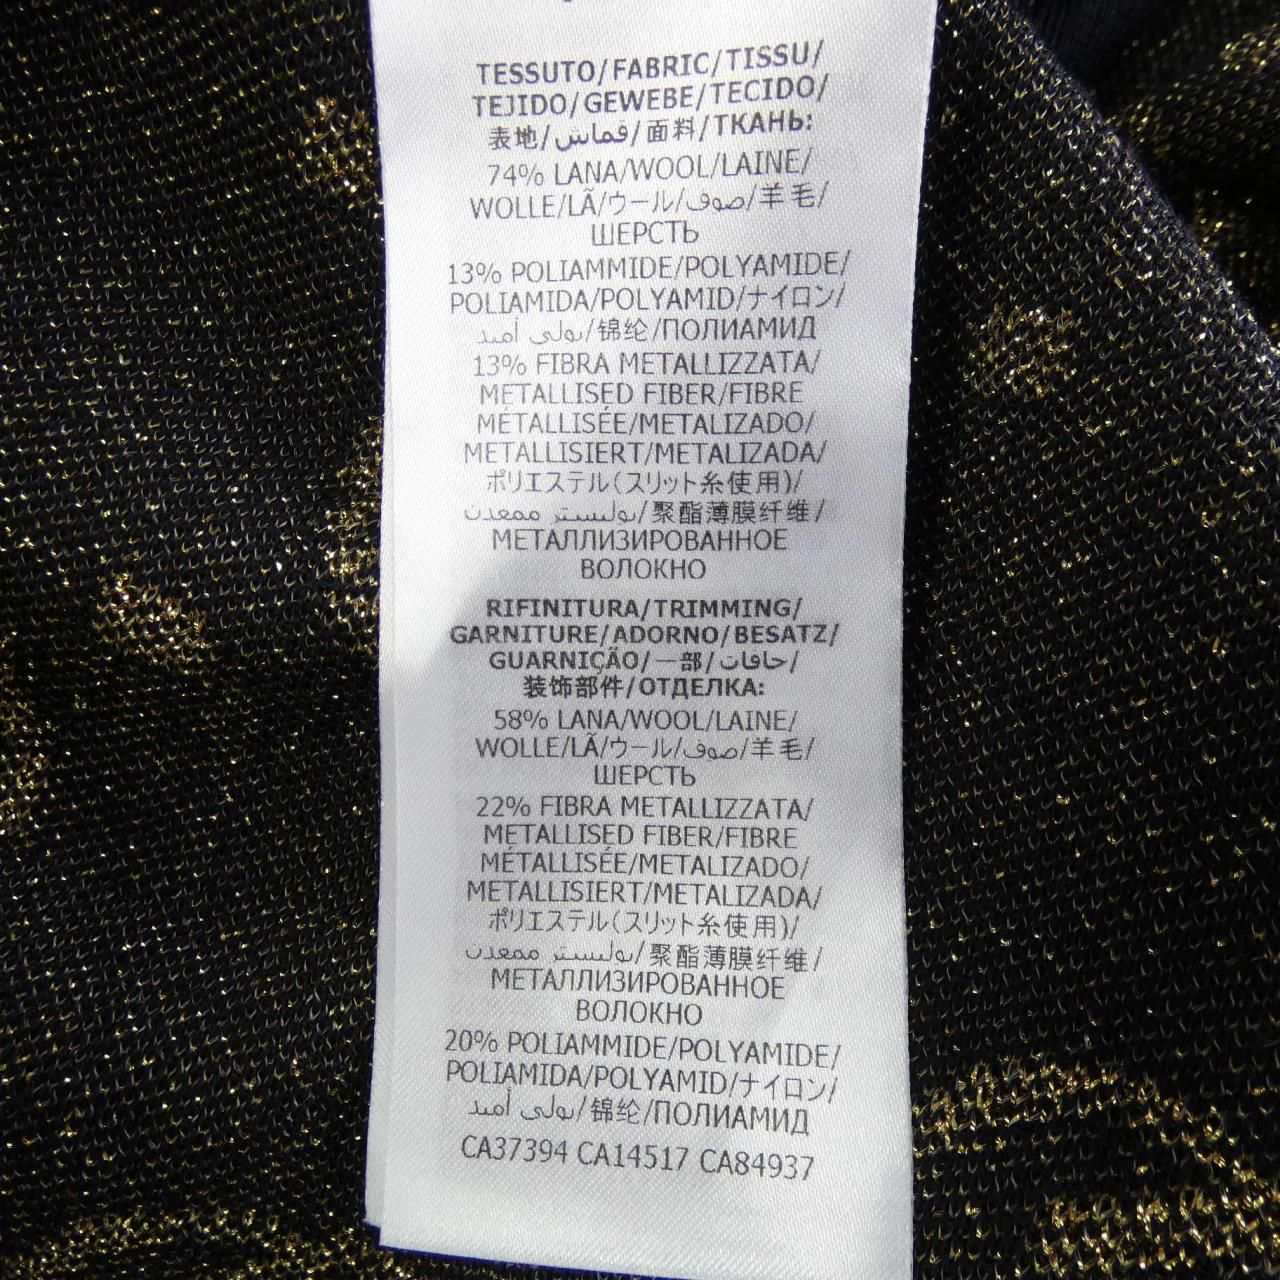 TESSUTO/FABRIC/TISSU/
TEJIDO/GEWEBE/TECIDO/
表地/قماش/面料/ТКАНЬ:
74% LANA/WOOL/LAINE/
WOLLE/LÃ/ウール/صوف/羊毛/
ШЕРСТЬ
13% POLIAMMIDE/POLYAMIDE/
POLIAMIDA/POLYAMID/ナイロン/
بولي أميد/锦纶/ПОЛИАМИД
13% FIBRA METALLIZZATA/
METALLISED FIBER/FIBRE
MÉTALLISÉE/METALIZADO/
METALLISIERT/METALIZADA/
ポリエステル(スリット糸使用)/
بوليستر ممعدن/聚酯薄膜纤维/
МЕТАЛЛИЗИРОВАННОЕ
ВОЛОКНО
RIFINITURA/TRIMMING/
GARNITURE/ADORNO/BESATZ/
GUARNIÇÃO/一部/حافات/
装饰部件/ОТДЕЛКА:
58% LANA/WOOL/LAINE/
WOLLE/LÃ/ウール/صوف/羊毛/
ШЕРСТЬ
22% FIBRA METALLIZZATA/
METALLISED FIBER/FIBRE
MÉTALLISÉE/METALIZADO/
METALLISIERT/METALIZADA/
ポリエステル(スリット糸使用)/
بوليستر ممعدن/聚酯薄膜纤维/
МЕТАЛЛИЗИРОВАННОЕ
ВОЛОКНО
20% POLIAMMIDE/POLYAMIDE/
POLIAMIDA/POLYAMID/ナイロン/
بولي أميد/锦纶/ПОЛИАМИД
CA37394 CA14517 CA84937